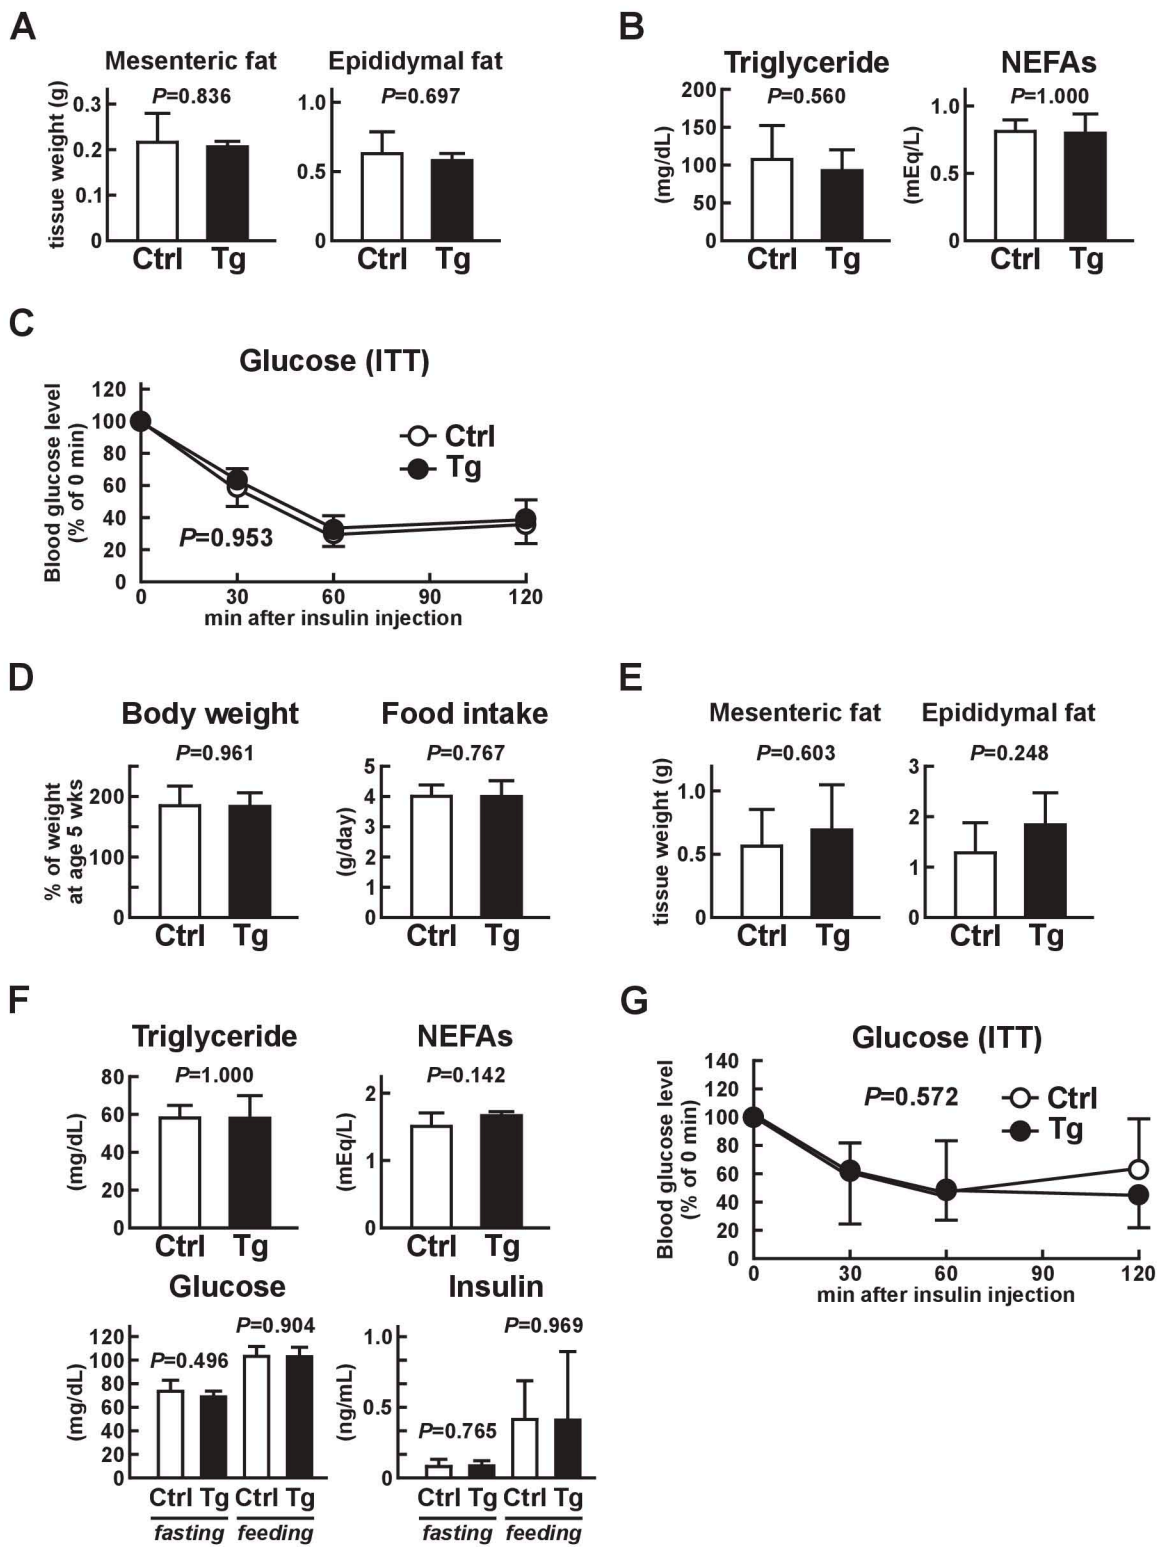 A
Mesenteric fat
P=0.836
tissue weight (g)
0.3
0.2
0.1
0
Ctrl Tg
Epididymal fat
P=0.697
1.0
0.5
0
Ctrl Tg
B
Triglyceride
P=0.560
(mg/dL)
200
150
100
50
0
Ctrl Tg
NEFAs
P=1.000
(mEq/L)
1.0
0.5
0
Ctrl Tg
C
Glucose (ITT)
Blood glucose level
(% of 0 min)
120
100
80
60
40
20
0
Ctrl
Tg
P=0.953
0 30 60 90 120
min after insulin injection
D
Body weight
P=0.961
% of weight
at age 5 wks
200
100
0
Ctrl Tg
Food intake
P=0.767
(g/day)
5
4
3
2
1
0
Ctrl Tg
E
Mesenteric fat
P=0.603
tissue weight (g)
1.0
0.5
0
Ctrl Tg
Epididymal fat
P=0.248
3
2
1
0
Ctrl Tg
F
Triglyceride
P=1.000
(mg/dL)
80
60
40
20
0
Ctrl Tg
NEFAs
P=0.142
(mEq/L)
2
1
0
Ctrl Tg
Glucose
P=0.904
P=0.496
(mg/dL)
120
100
80
60
40
20
0
Ctrl Tg Ctrl Tg
fasting feeding
Insulin
P=0.969
P=0.765
(ng/mL)
1.0
0.5
0
Ctrl Tg Ctrl Tg
fasting feeding
G
Glucose (ITT)
Blood glucose level
(% of 0 min)
140
120
100
80
60
40
20
0
P=0.572
Ctrl
Tg
0 30 60 90 120
min after insulin injection